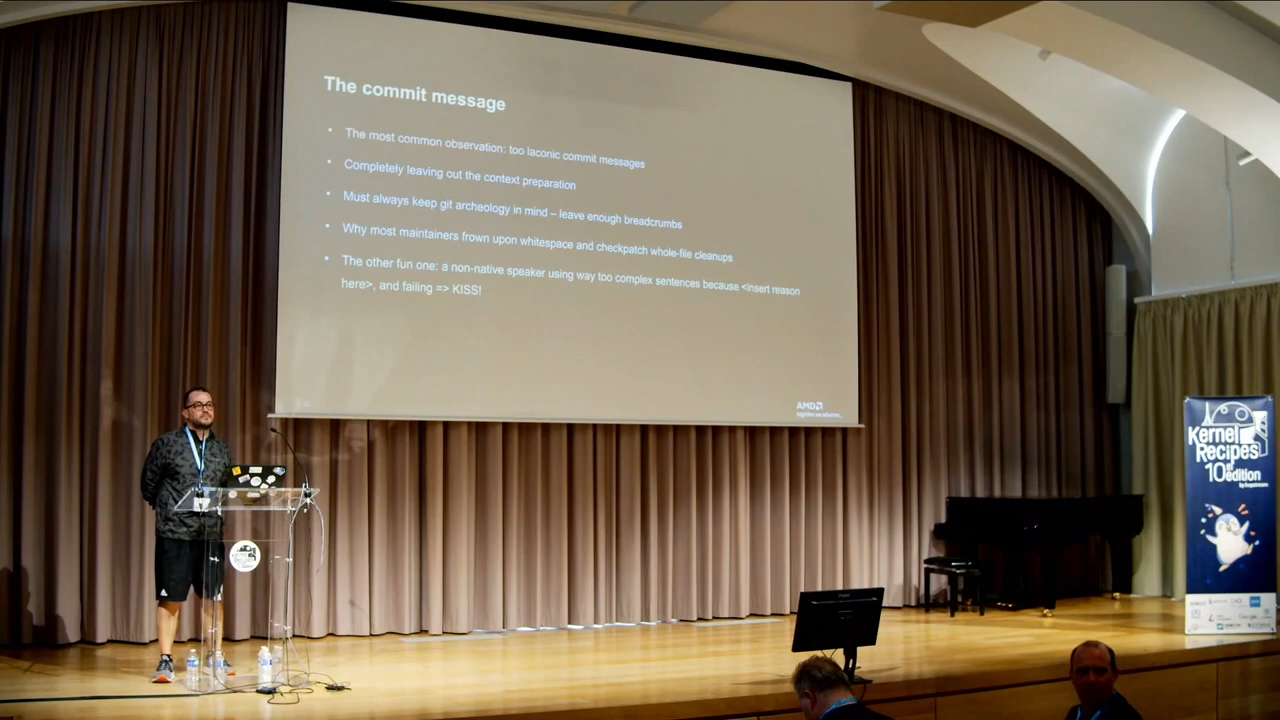 The commit message
• The most common observation: too laconic commit messages
• Completely leaving out the context preparation
• Must always keep git archeology in mind – leave enough breadcrumbs
• Why most maintainers frown upon whitespace and checkpatch whole-file cleanups
• The other fun one: a non-native speaker using way too complex sentences because <insert reason
here>, and failing => KISS!
AMD
together we advance_
Kernel
Recipes
10th edition